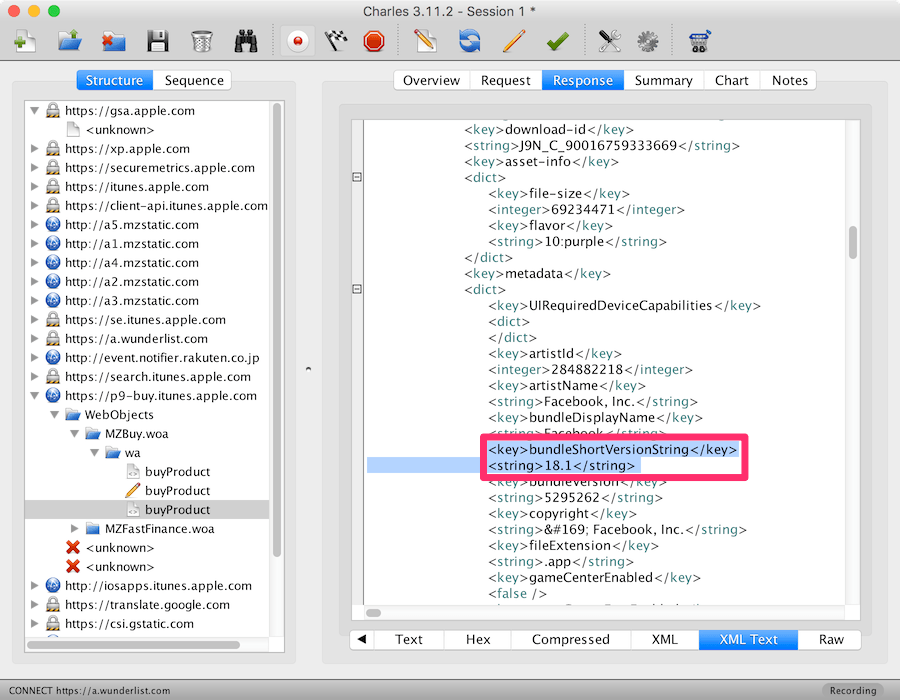 Charles 3.11.2 - Session 1 *
Structure
Sequence
Overview
Request
Response
Summary
Chart
Notes
https://gsa.apple.com
<unknown>
https://xp.apple.com
https://securemetrics.apple.com
https://itunes.apple.com
https://client-api.itunes.apple.com
http://a5.mzstatic.com
http://a1.mzstatic.com
http://a4.mzstatic.com
http://a2.mzstatic.com
http://a3.mzstatic.com
https://se.itunes.apple.com
https://a.wunderlist.com
http://event.notifier.rakuten.co.jp
https://search.itunes.apple.com
https://p9-buy.itunes.apple.com
WebObjects
MZBuy.woa
wa
buyProduct
buyProduct
buyProduct
MZFastFinance.woa
<unknown>
<unknown>
http://iosapps.itunes.apple.com
https://translate.google.com
https://csi.gstatic.com
<key>download-id</key>
<string>J9N_C_90016759333669</string>
<key>asset-info</key>
<dict>
<key>file-size</key>
<integer>69234471</integer>
<key>flavor</key>
<string>10:purple</string>
</dict>
<key>metadata</key>
<dict>
<key>UIRequiredDeviceCapabilities</key>
<dict>
</dict>
<key>artistId</key>
<integer>284882218</integer>
<key>artistName</key>
<string>Facebook, Inc.</string>
<key>bundleDisplayName</key>
<string>Facebook</string>
<key>bundleShortVersionString</key>
<string>18.1</string>
<key>bundleVersion</key>
<string>5295262</string>
<key>copyright</key>
<string>&#169; Facebook, Inc.</string>
<key>fileExtension</key>
<string>.app</string>
<key>gameCenterEnabled</key>
<false />
Text
Hex
Compressed
XML
XML Text
Raw
CONNECT https://a.wunderlist.com
Recording